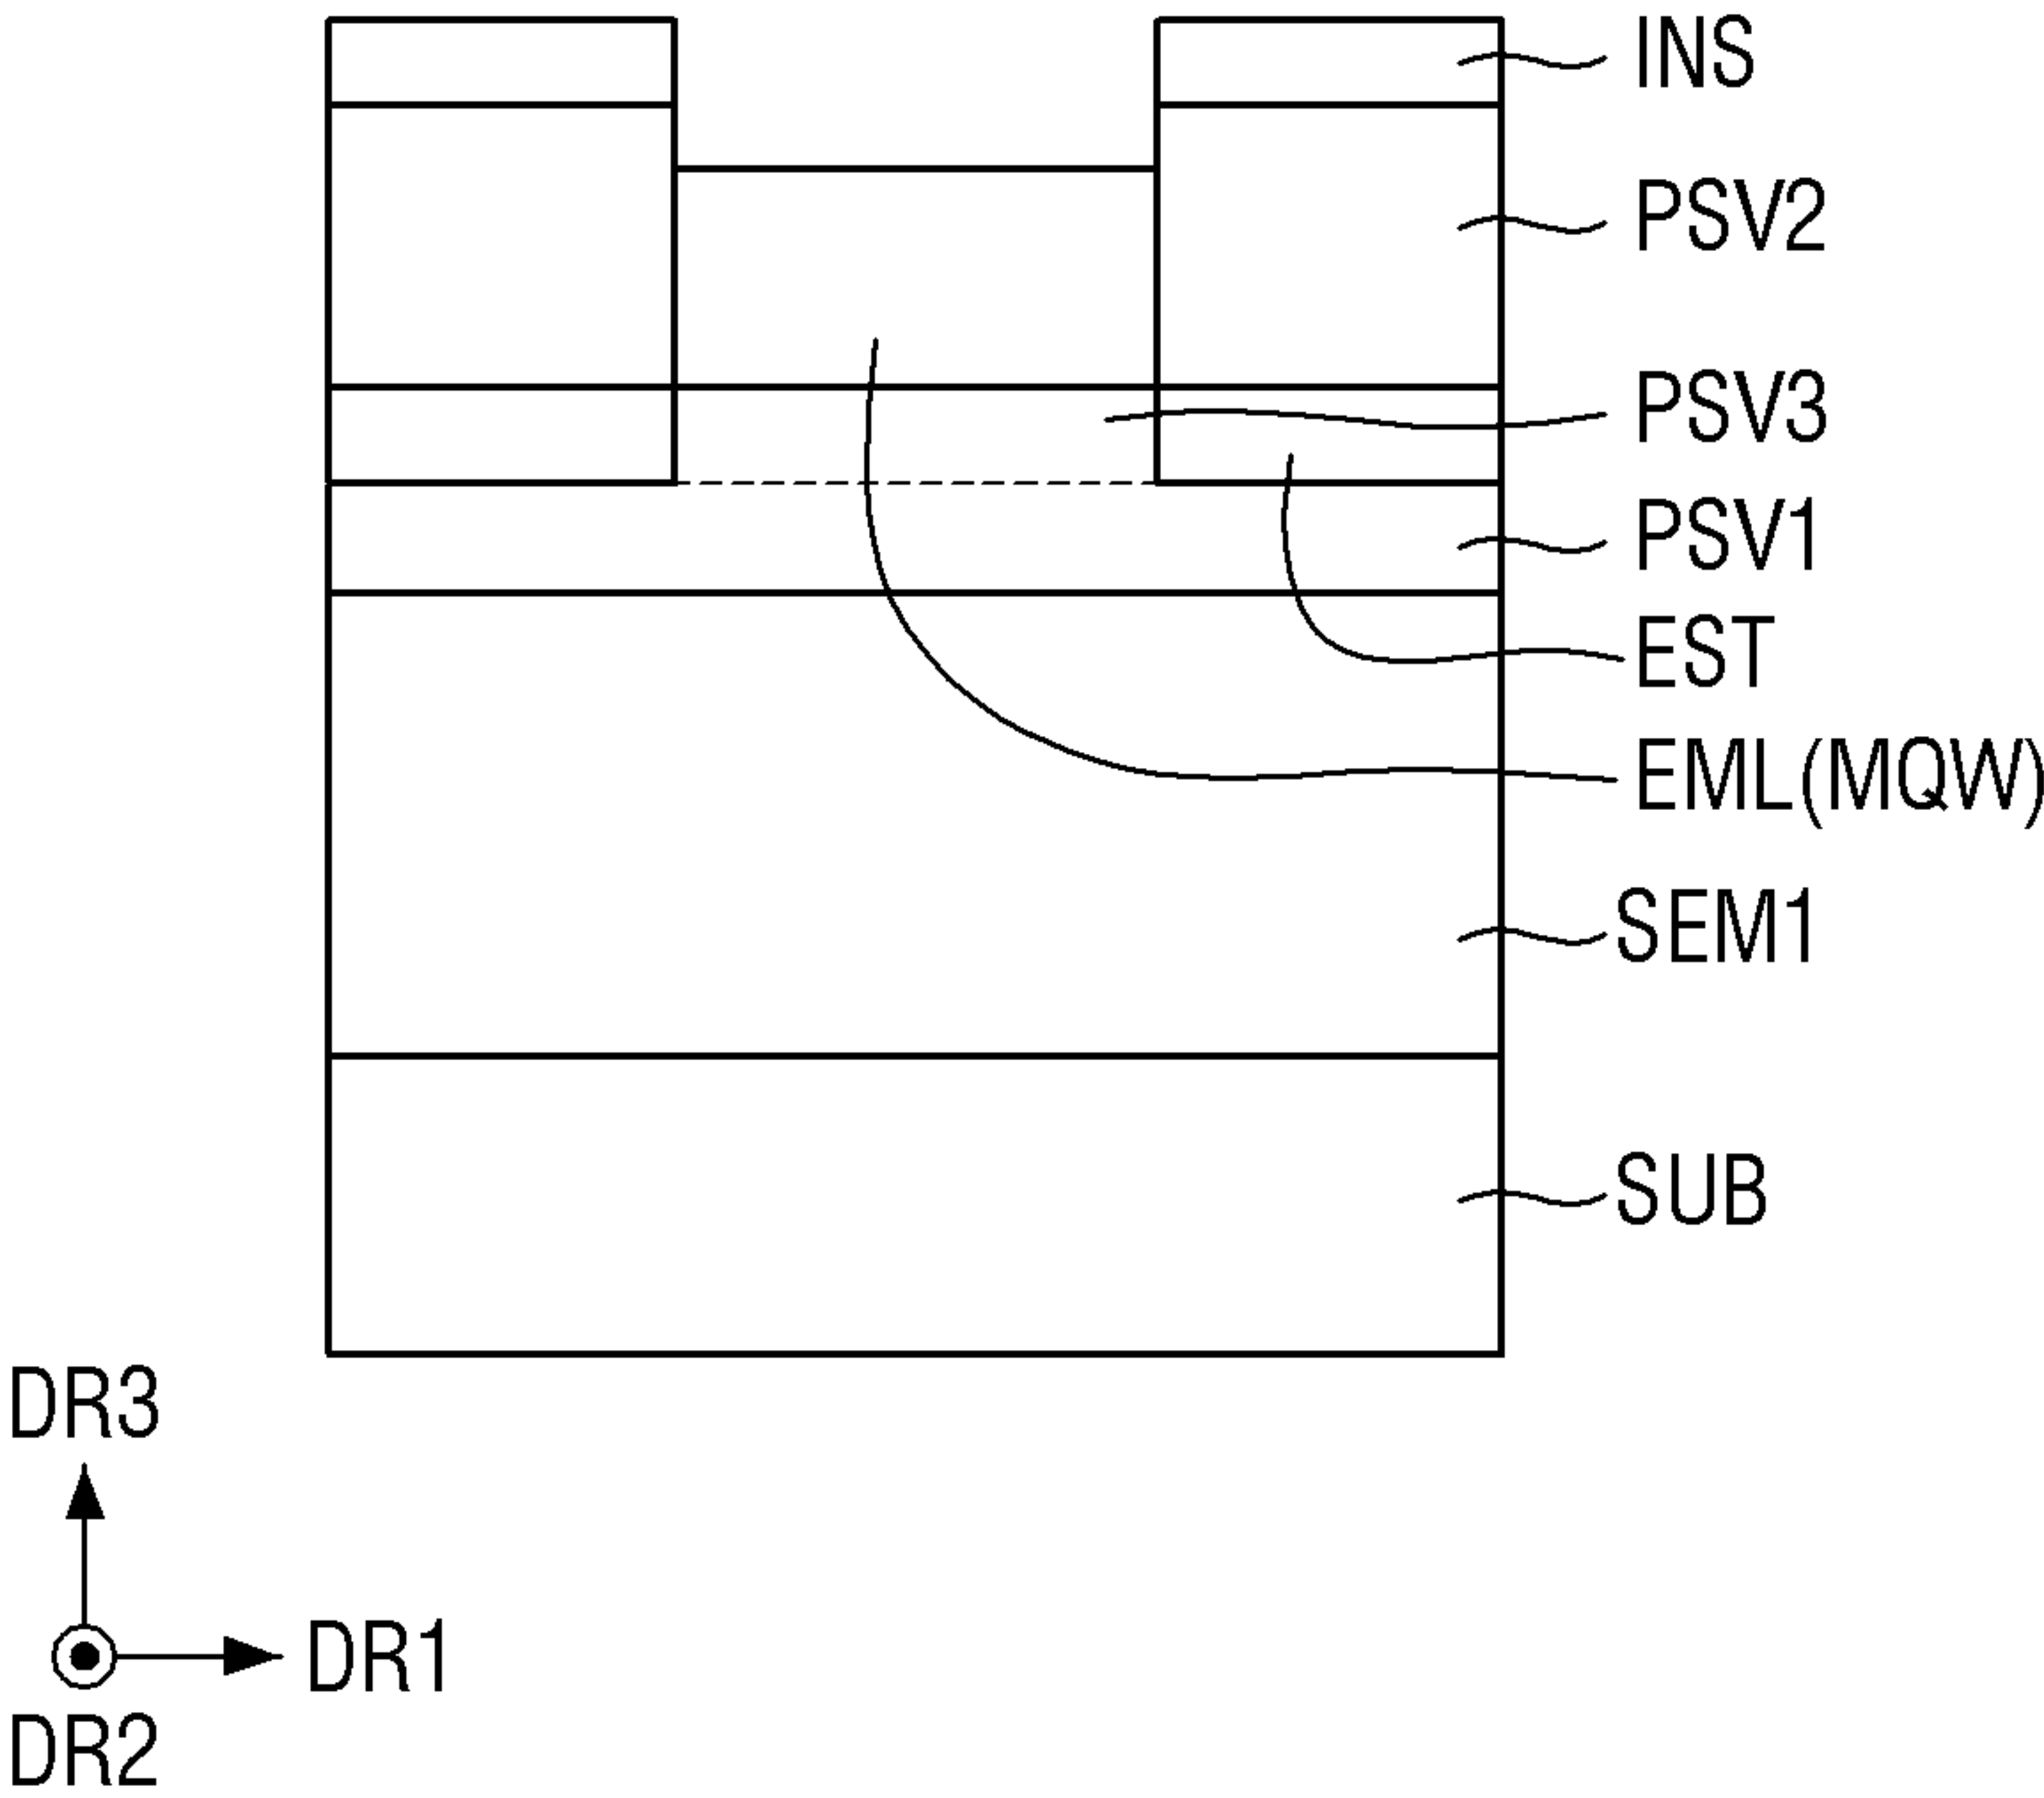 INS
PSV2
PSV3
PSV1
EST
EML(MQW)
SEM1
SUB
DR3
DR1
DR2